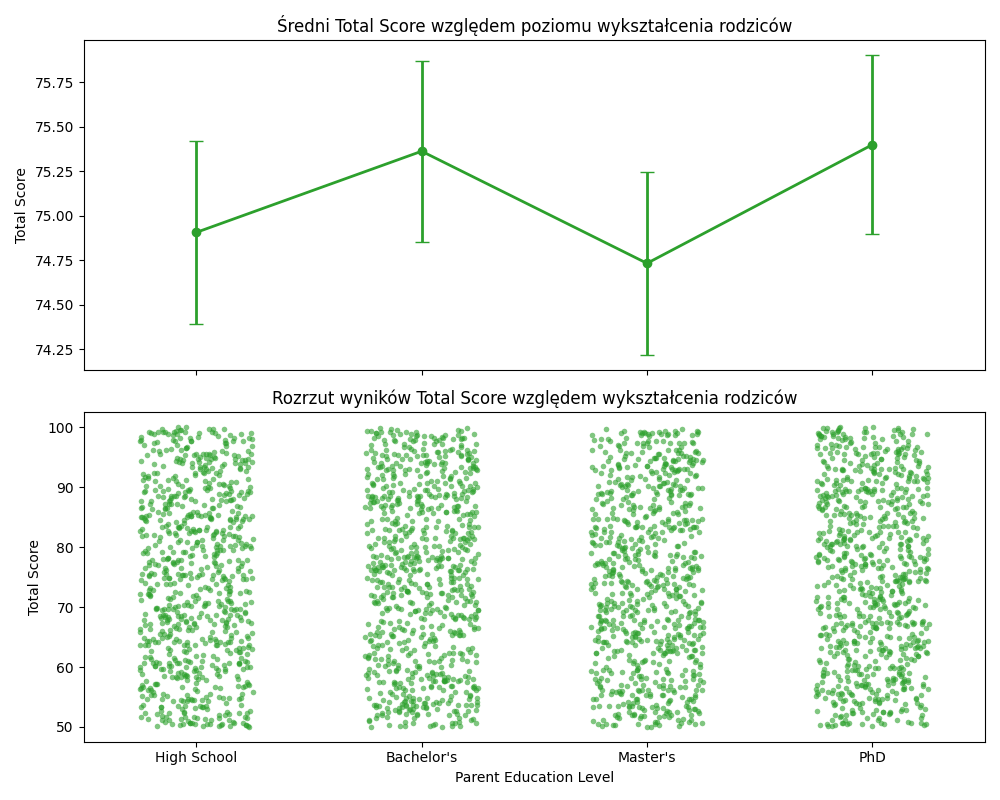 Średni Total Score względem poziomu wykształcenia rodziców
Total Score
75.75
75.50
75.25
75.00
74.75
74.50
74.25
Rozrzut wyników Total Score względem wykształcenia rodziców
Total Score
100
90
80
70
60
50
High School Bachelor's Master's PhD
Parent Education Level